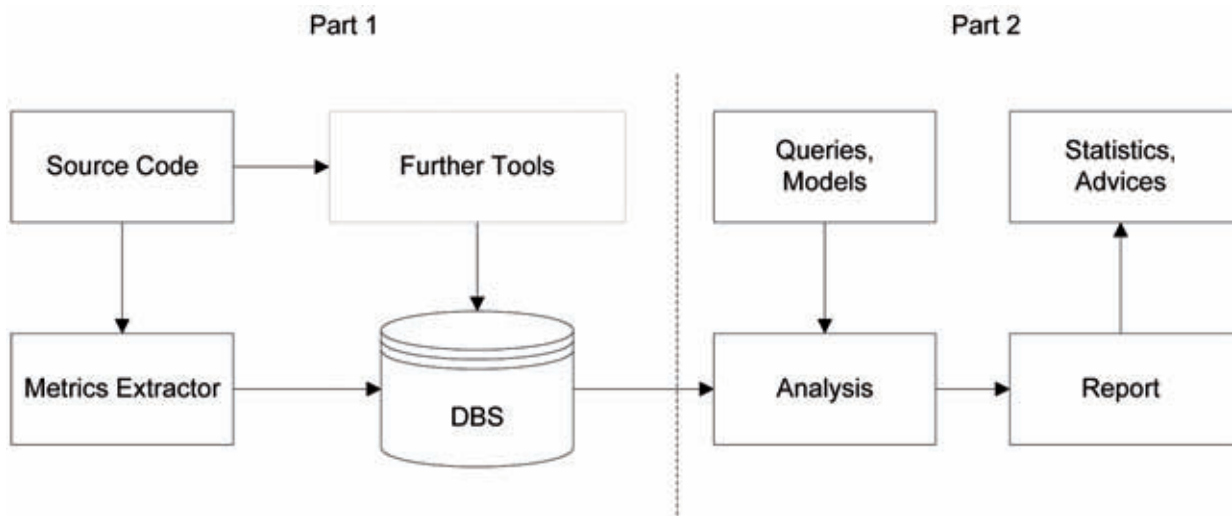 Part 1
Part 2
Source Code
Further Tools
Queries,
Models
Statistics,
Advices
Metrics Extractor
DBS
Analysis
Report